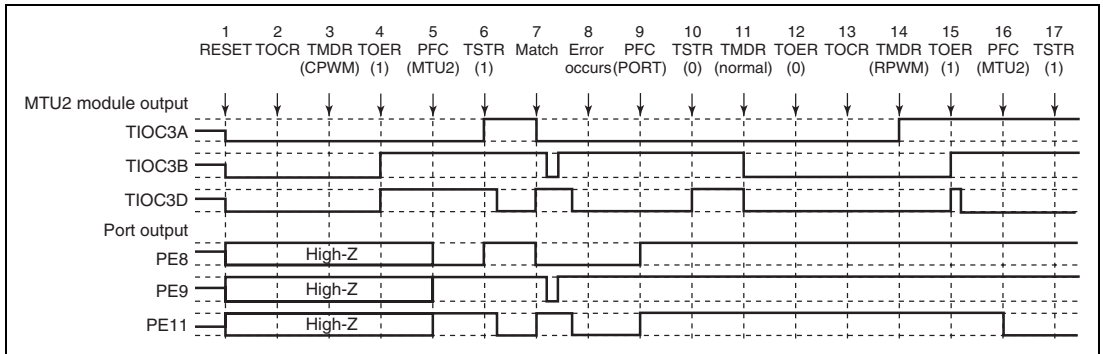 1 2 3 4 5 6 7 8 9 10 11 12 13 14 15 16 17
RESET TOCR TMDR TOER PFC TSTR Match Error PFC TSTR TMDR TOER TOCR TMDR TOER PFC TSTR
(CPWM) (1) (MTU2) (1) occurs (PORT) (0) (normal) (0) (RPWM) (1) (MTU2) (1)
MTU2 module output
TIOC3A
TIOC3B
TIOC3D
Port output
PE8 High-Z
PE9 High-Z
PE11 High-Z